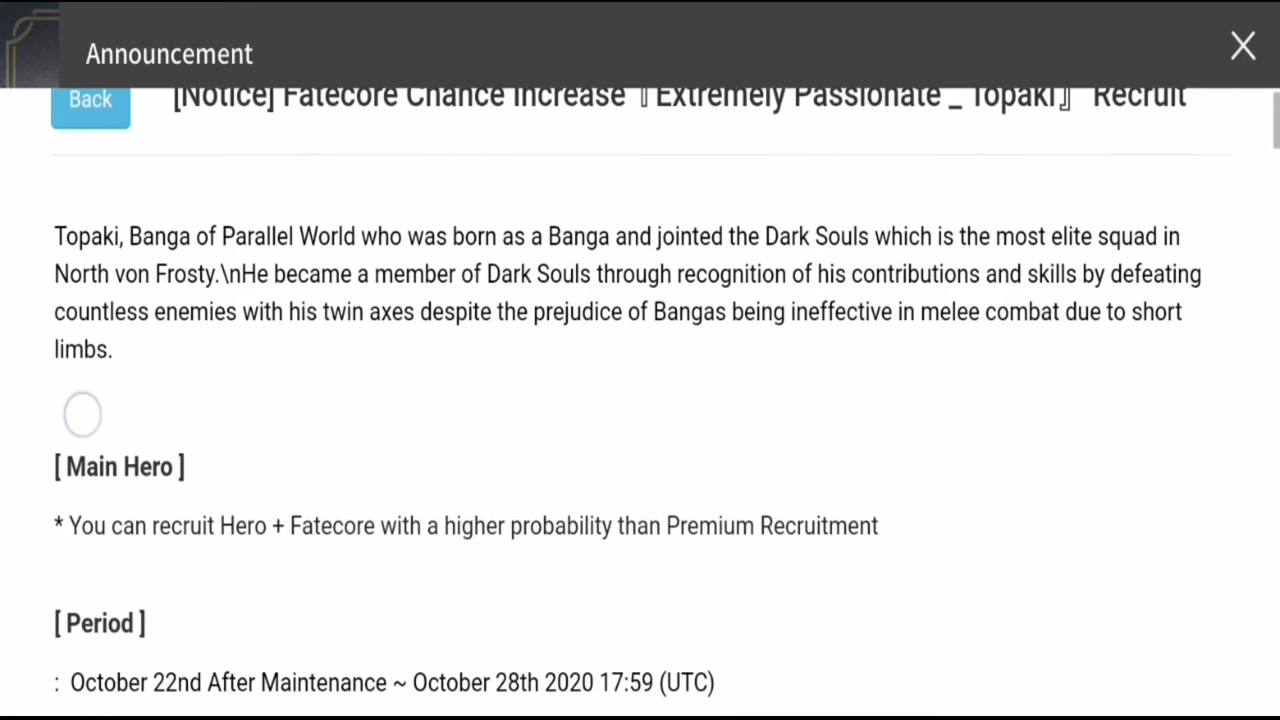 Announcement
Back
[Notice] Fatecore Chance Increase『Extremely Passionate _ Topaki』 Recruit
Topaki, Banga of Parallel World who was born as a Banga and jointed the Dark Souls which is the most elite squad in
North von Frosty.\nHe became a member of Dark Souls through recognition of his contributions and skills by defeating
countless enemies with his twin axes despite the prejudice of Bangas being ineffective in melee combat due to short
limbs.
[ Main Hero ]
* You can recruit Hero + Fatecore with a higher probability than Premium Recruitment
[ Period ]
: October 22nd After Maintenance ~ October 28th 2020 17:59 (UTC)